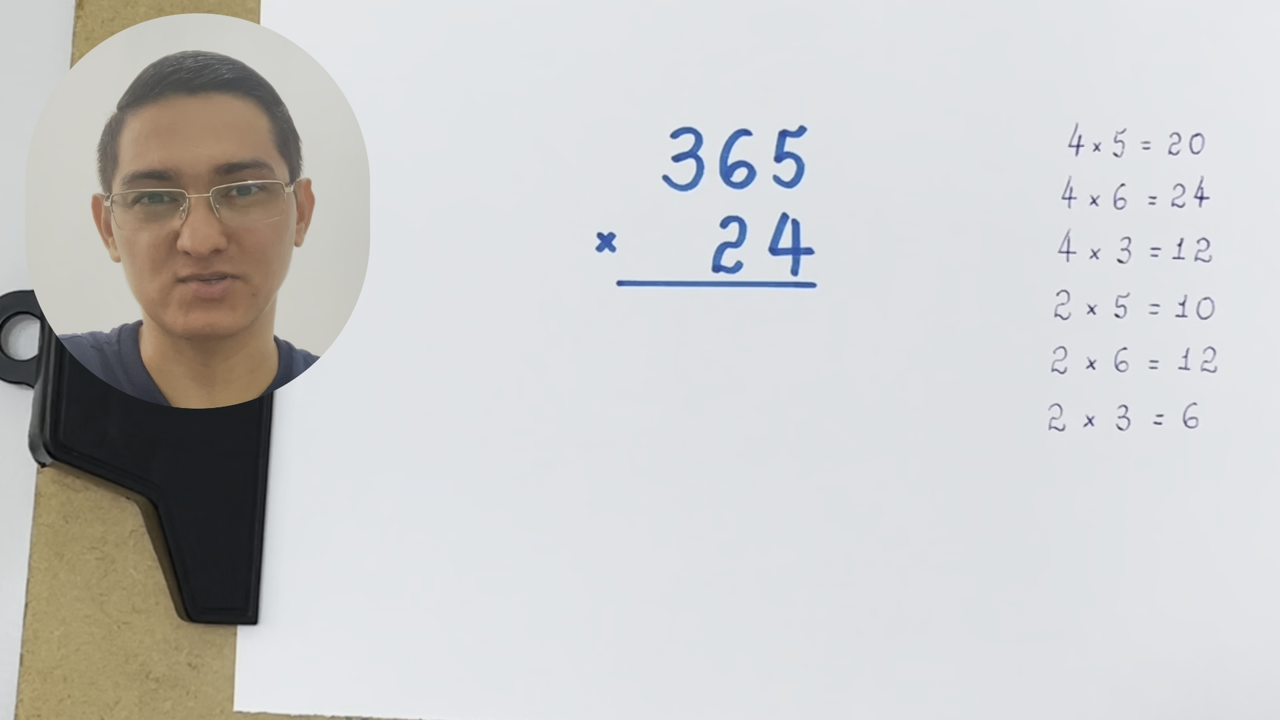 365
× 24
4 × 5 = 20
4 × 6 = 24
4 × 3 = 12
2 × 5 = 10
2 × 6 = 12
2 × 3 = 6